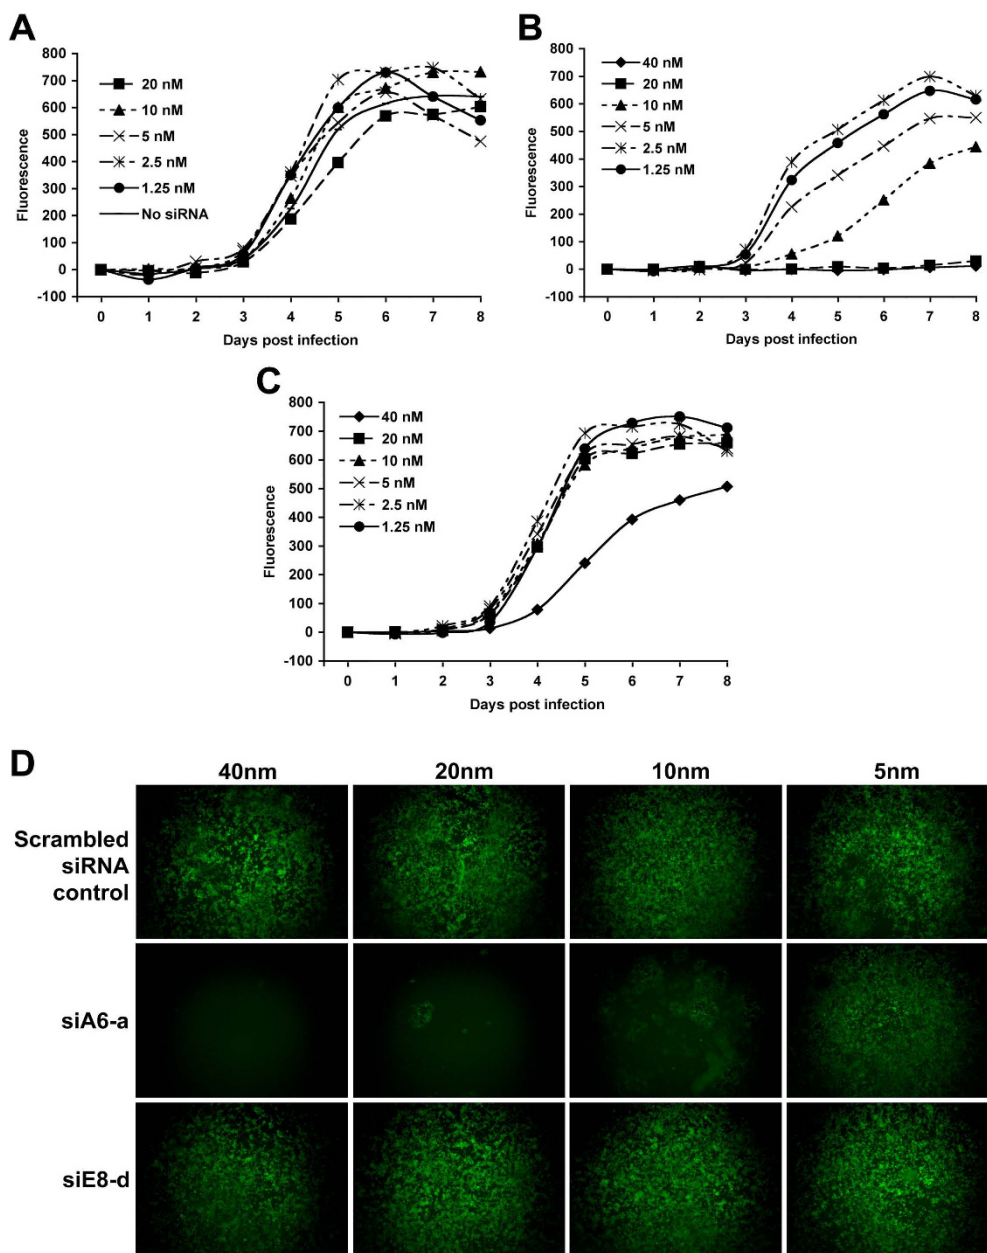 A
800
700
600
500
400
300
200
100
0
-100
Fluorescence
20 nM
10 nM
5 nM
2.5 nM
1.25 nM
No siRNA
0 1 2 3 4 5 6 7 8
Days post infection
B
800
700
600
500
400
300
200
100
0
-100
Fluorescence
40 nM
20 nM
10 nM
5 nM
2.5 nM
1.25 nM
0 1 2 3 4 5 6 7 8
Days post infection
C
800
700
600
500
400
300
200
100
0
-100
Fluorescence
40 nM
20 nM
10 nM
5 nM
2.5 nM
1.25 nM
0 1 2 3 4 5 6 7 8
Days post infection
D
40nm 20nm 10nm 5nm
Scrambled
siRNA
control
siA6-a
siE8-d